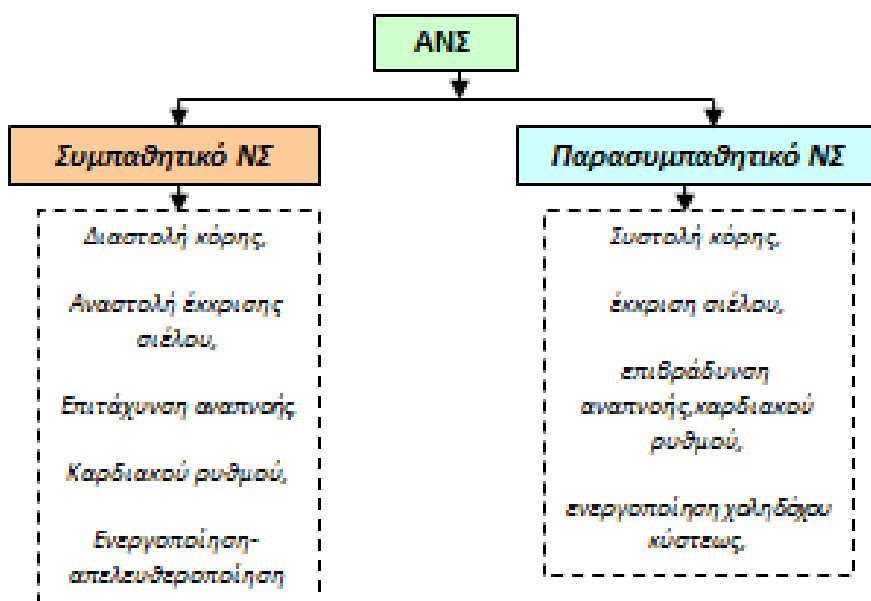 ΑΝΣ
Συμπαθητικό ΝΣ
Παρασυμπαθητικό ΝΣ
Διαστολή κόρης,
Αναστολή έκκρισης
σιέλου,
Επιτάχυνση αναπνοής
Καρδιακού ρυθμού,
Ενεργοποίηση-
απελευθεροποίηση
Συστολή κόρης,
έκκριση σιέλου,
επιβράδυνση
αναπνοής,καρδιακού
ρυθμού,
ενεργοποίηση χοληδόχου
κύστεως,